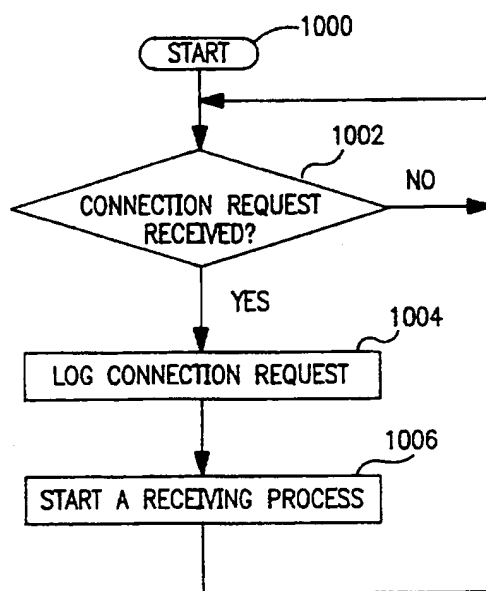 1000
START
1002
CONNECTION REQUEST
RECEIVED?
NO
YES
1004
LOG CONNECTION REQUEST
1006
START A RECEIVING PROCESS